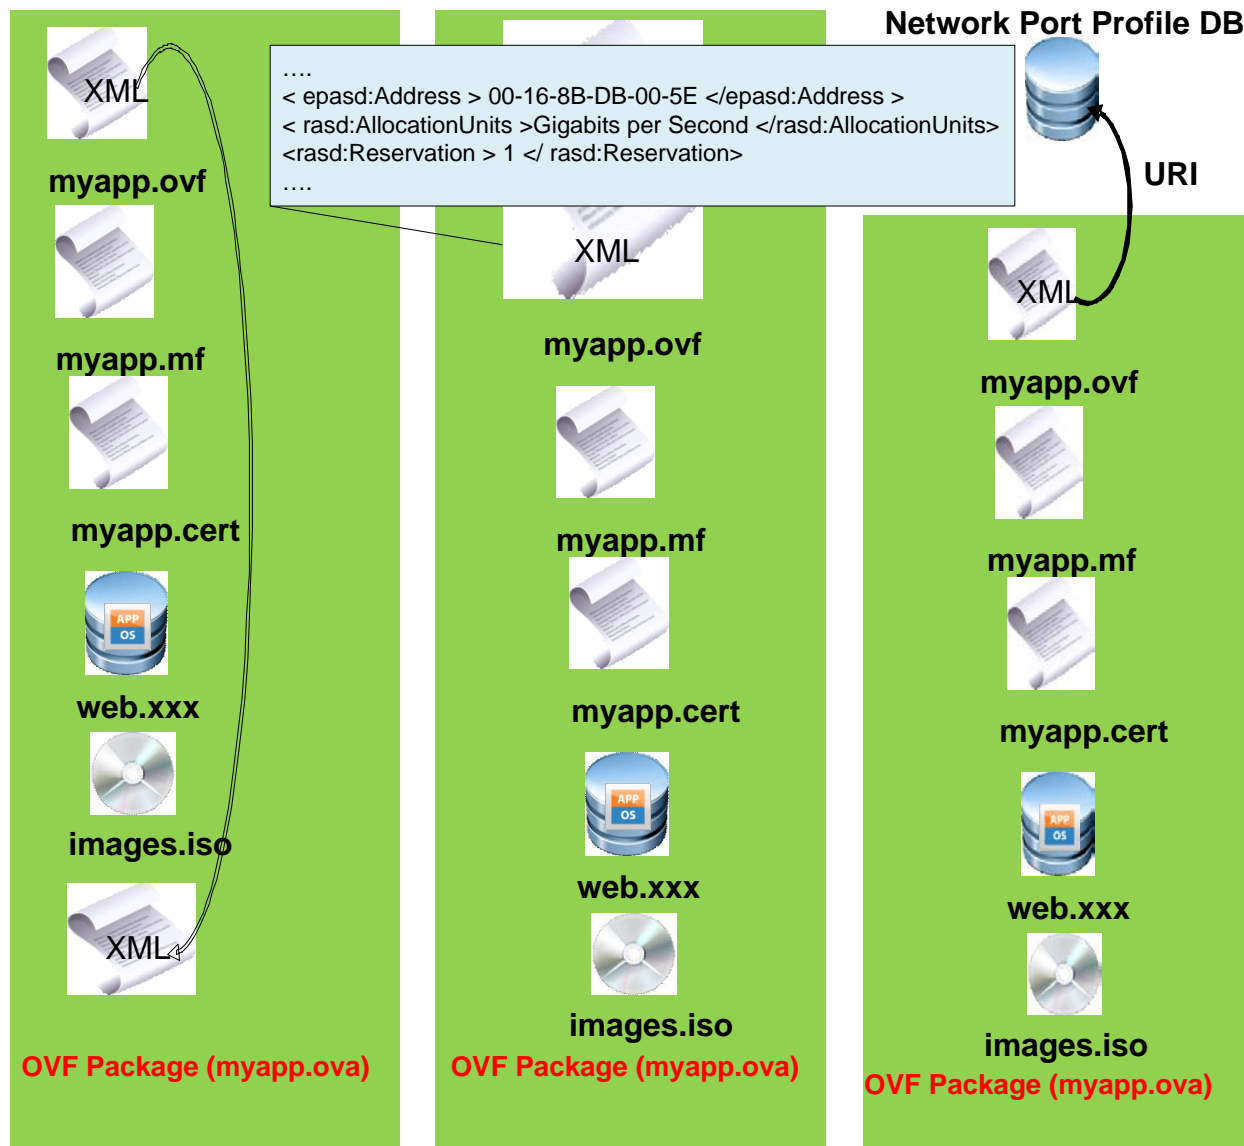 XML
myapp.ovf
myapp.mf
myapp.cert
APP
OS
web.xxx
images.iso
XML
OVF Package (myapp.ova)
….
< epasd:Address > 00-16-8B-DB-00-5E </epasd:Address >
< rasd:AllocationUnits >Gigabits per Second </rasd:AllocationUnits>
<rasd:Reservation > 1 </ rasd:Reservation>
….
XML
myapp.ovf
myapp.mf
myapp.cert
APP
OS
web.xxx
images.iso
OVF Package (myapp.ova)
Network Port Profile DB
URI
XML
myapp.ovf
myapp.mf
myapp.cert
APP
OS
web.xxx
images.iso
OVF Package (myapp.ova)